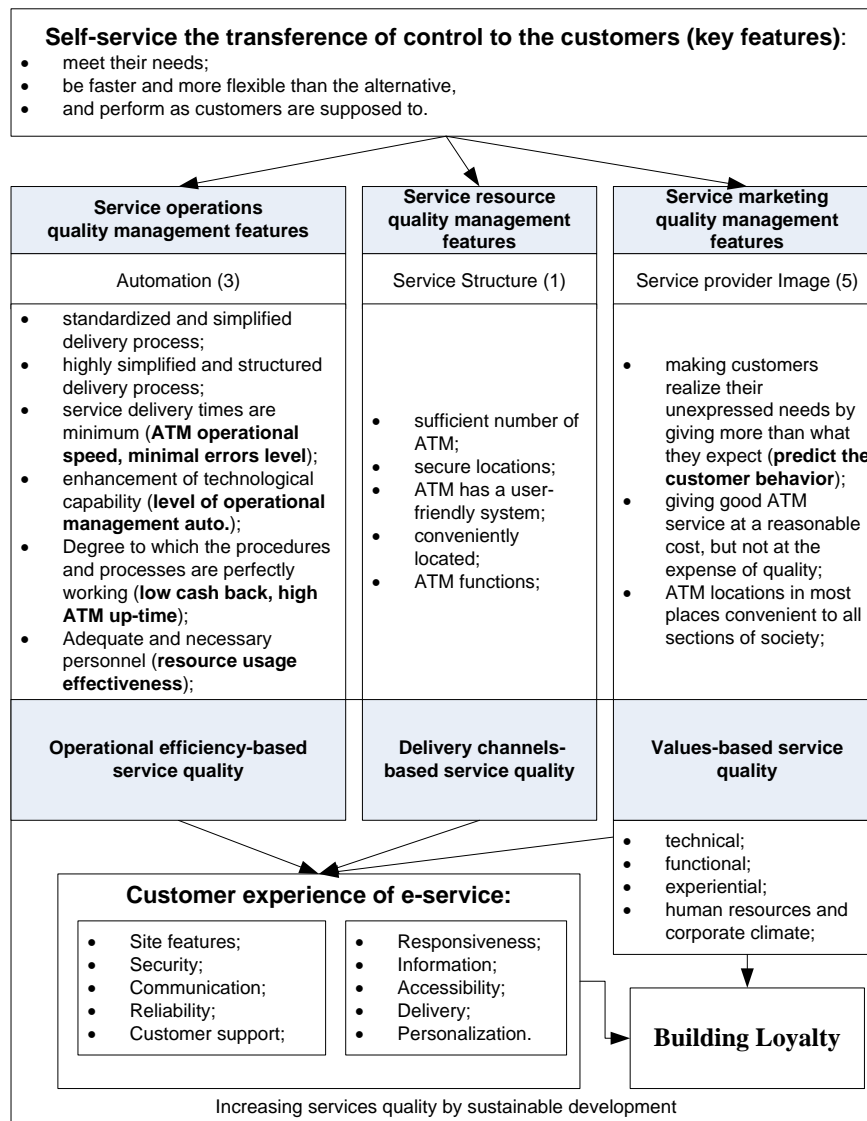 Self-service the transference of control to the customers (key features):
• meet their needs;
• be faster and more flexible than the alternative,
• and perform as customers are supposed to.
Service operations
quality management features
Automation (3)
• standardized and simplified
delivery process;
• highly simplified and structured
delivery process;
• service delivery times are
minimum (ATM operational
speed, minimal errors level);
• enhancement of technological
capability (level of operational
management auto.);
• Degree to which the procedures
and processes are perfectly
working (low cash back, high
ATM up-time);
• Adequate and necessary
personnel (resource usage
effectiveness);
Operational efficiency-based
service quality
Service resource
quality management
features
Service Structure (1)
• sufficient number of
ATM;
• secure locations;
• ATM has a user-
friendly system;
• conveniently
located;
• ATM functions;
Delivery channels-
based service quality
Service marketing
quality management
features
Service provider Image (5)
• making customers
realize their
unexpressed needs by
giving more than what
they expect (predict the
customer behavior);
• giving good ATM
service at a reasonable
cost, but not at the
expense of quality;
• ATM locations in most
places convenient to all
sections of society;
Values-based service
quality
• technical;
• functional;
• experiential;
• human resources and
corporate climate;
Customer experience of e-service:
• Site features;
• Security;
• Communication;
• Reliability;
• Customer support;
• Responsiveness;
• Information;
• Accessibility;
• Delivery;
• Personalization.
Building Loyalty
Increasing services quality by sustainable development